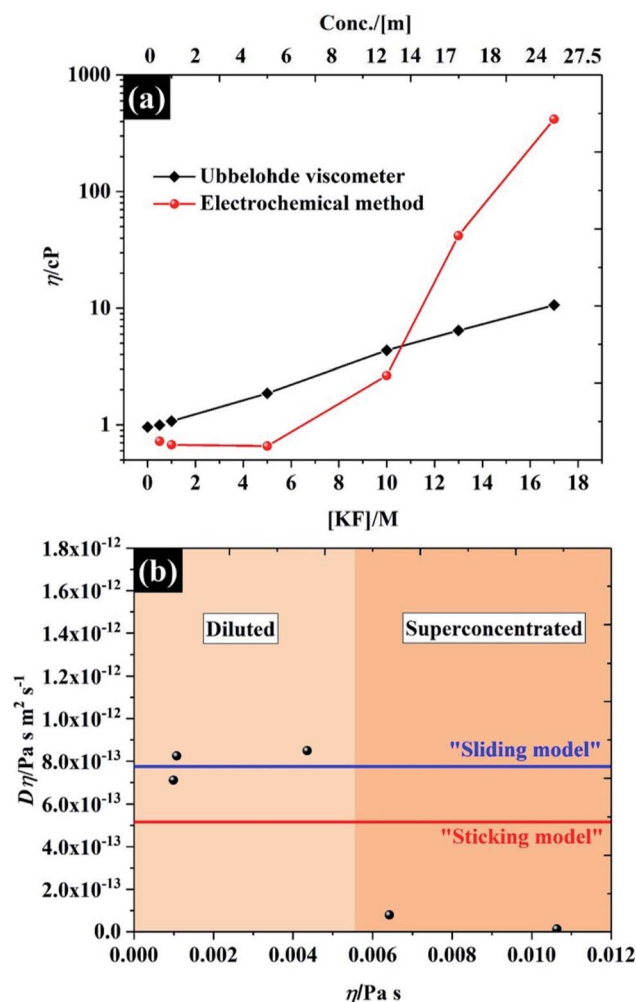 Conc./[m]
0 2 5 7 10 12 14 17 18 24 27.5
1000
(a)
Ubbelohde viscometer
Electrochemical method
100
10
1
η/cP
0 2 4 6 8 10 12 14 16 18
[KF]/M
1.8x10⁻¹²
(b)
1.6x10⁻¹²
Diluted
Superconcentrated
1.4x10⁻¹²
1.2x10⁻¹²
1.0x10⁻¹²
8.0x10⁻¹³
"Sliding model"
6.0x10⁻¹³
"Sticking model"
4.0x10⁻¹³
2.0x10⁻¹³
0.0
Dη/Pa s m² s⁻¹
0.000 0.002 0.004 0.006 0.008 0.010 0.012
η/Pa s